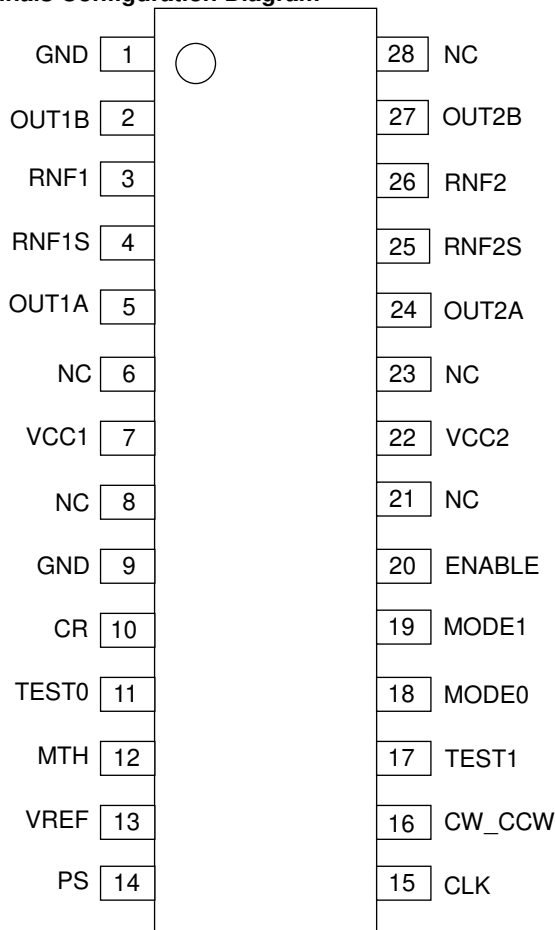 GND 1 28 NC
OUT1B 2 27 OUT2B
RNF1 3 26 RNF2
RNF1S 4 25 RNF2S
OUT1A 5 24 OUT2A
NC 6 23 NC
VCC1 7 22 VCC2
NC 8 21 NC
GND 9 20 ENABLE
CR 10 19 MODE1
TEST0 11 18 MODE0
MTH 12 17 TEST1
VREF 13 16 CW_CCW
PS 14 15 CLK